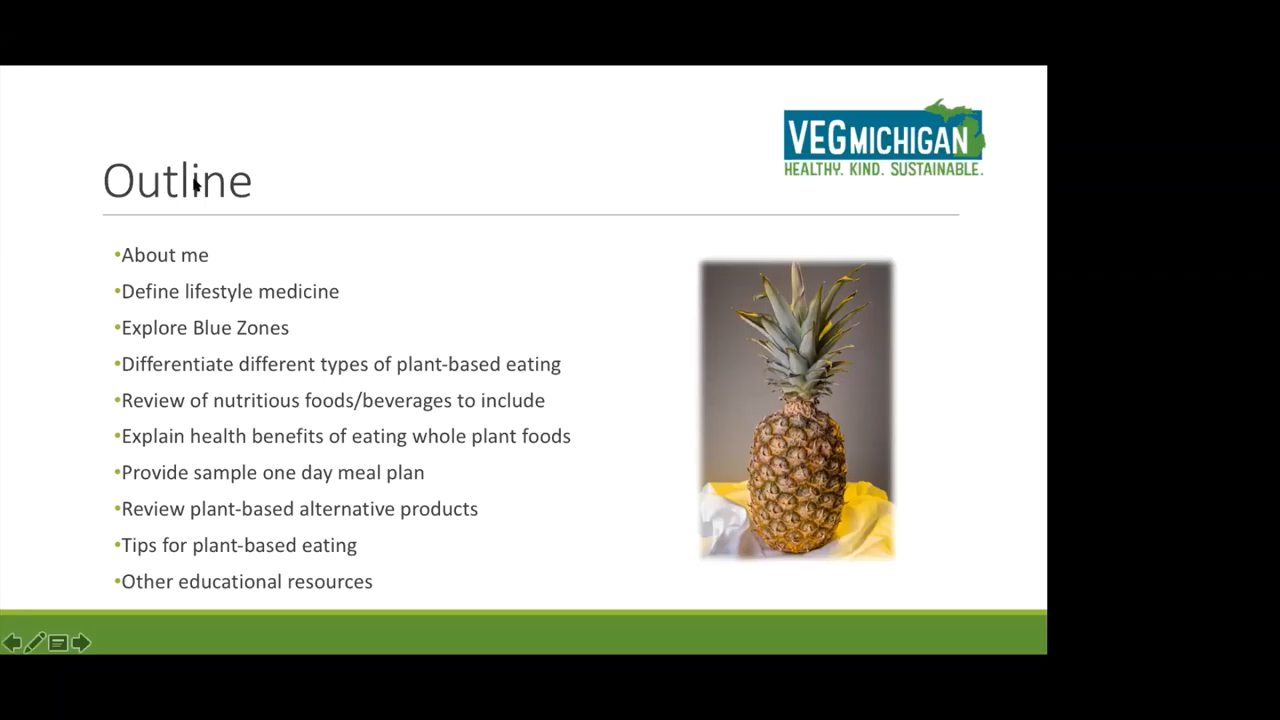 VEGMICHIGAN
HEALTHY. KIND. SUSTAINABLE.
Outline
•About me
•Define lifestyle medicine
•Explore Blue Zones
•Differentiate different types of plant-based eating
•Review of nutritious foods/beverages to include
•Explain health benefits of eating whole plant foods
•Provide sample one day meal plan
•Review plant-based alternative products
•Tips for plant-based eating
•Other educational resources